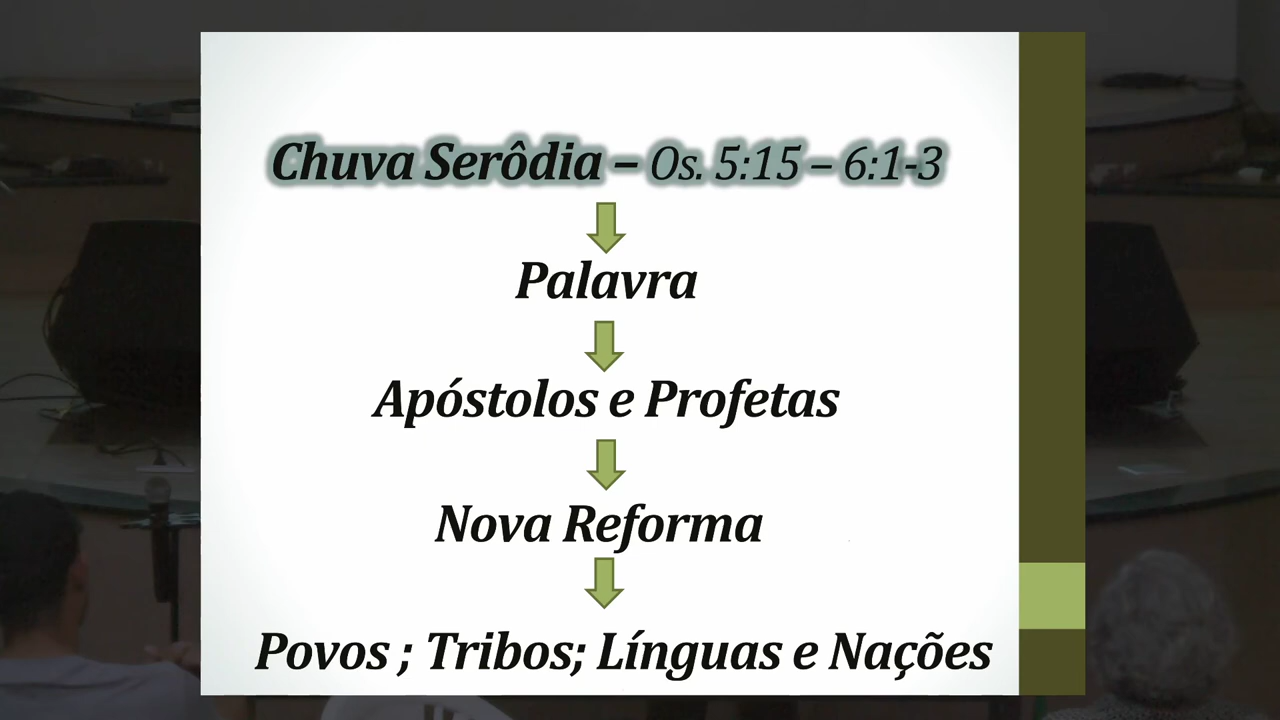 Chuva Serôdia – Os. 5:15 – 6:1-3
Palavra
Apóstolos e Profetas
Nova Reforma
Povos ; Tribos; Línguas e Nações